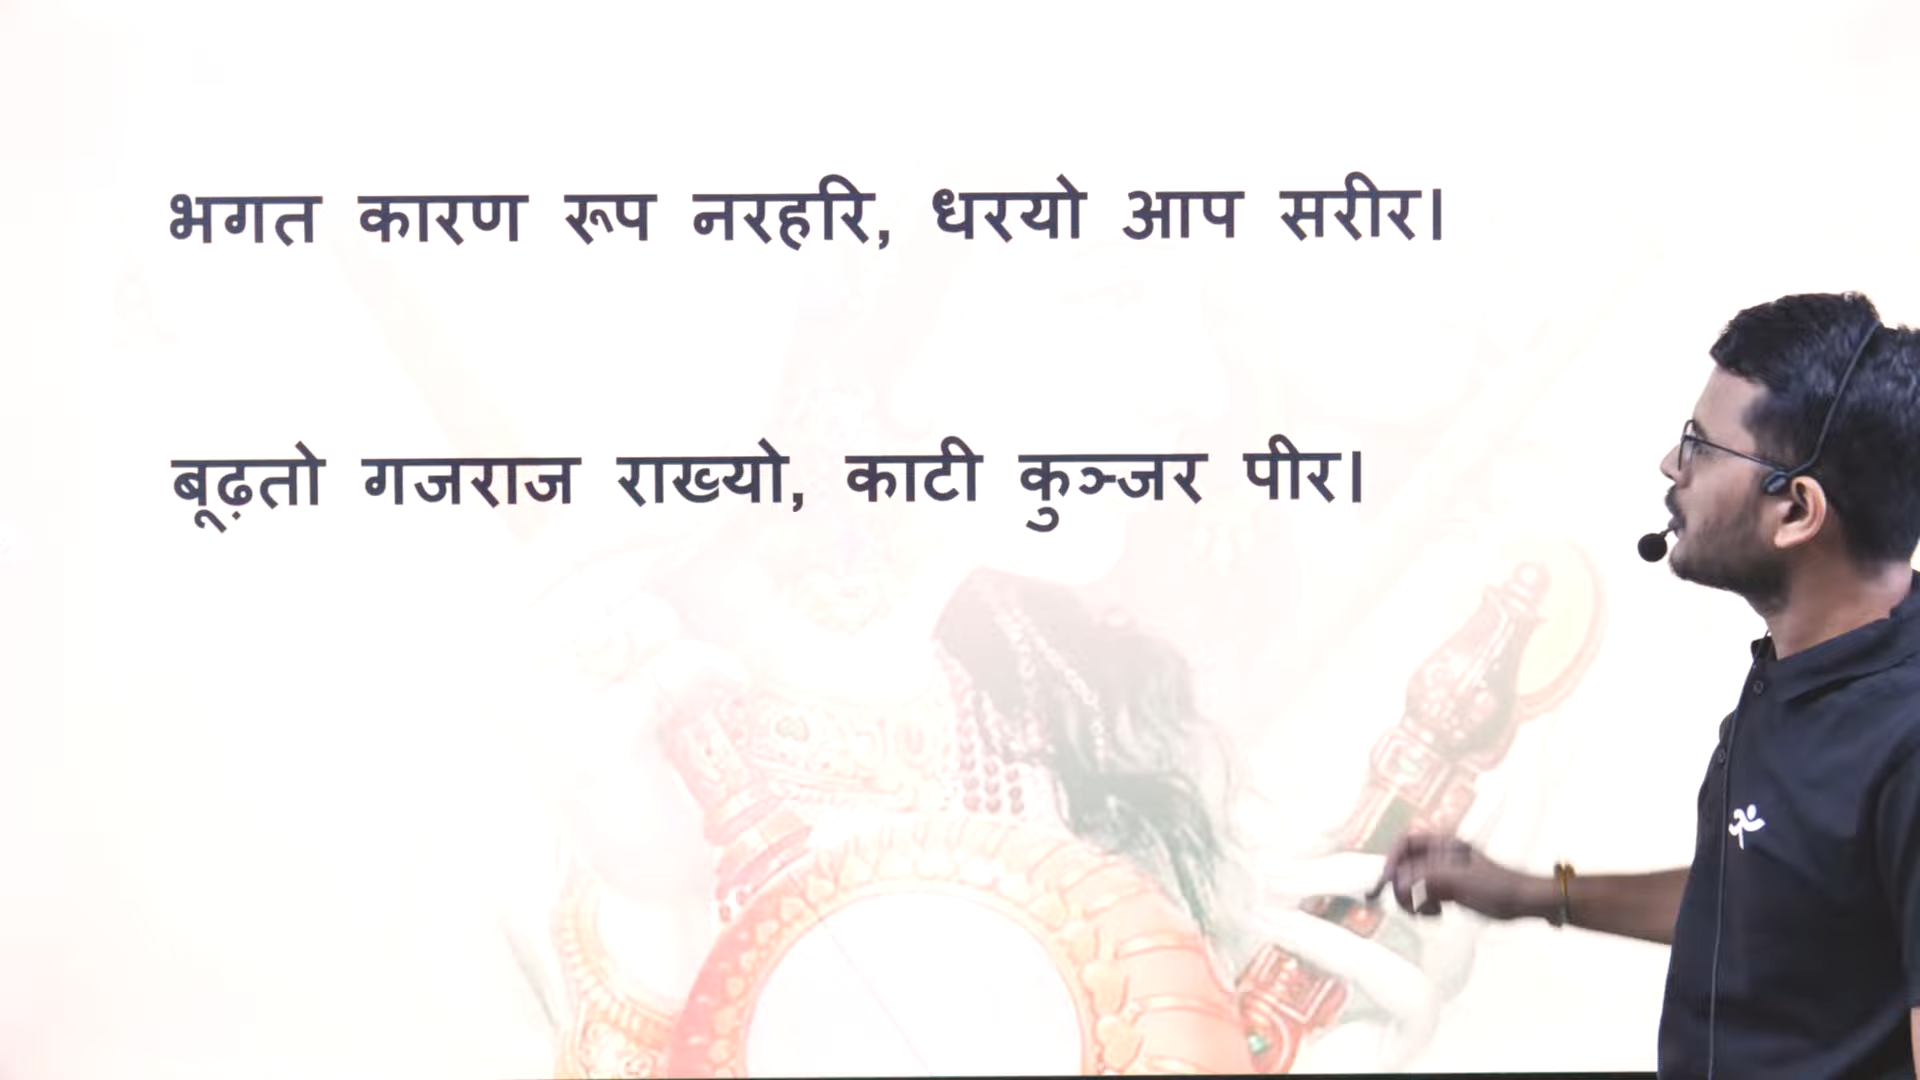 भगत कारण रूप नरहरि, धरयो आप सरीर।
बूढ़तो गजराज राख्यो, काटी कुञ्जर पीर।